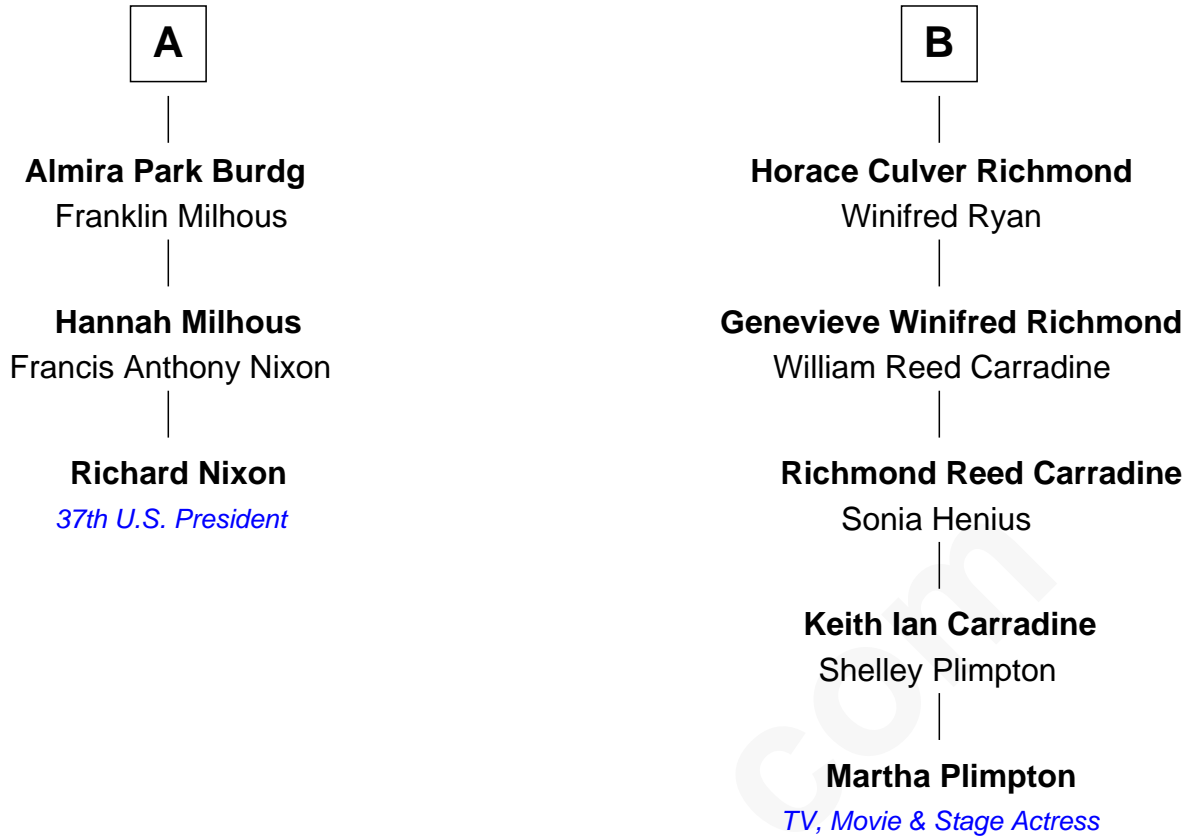 A
Almira Park Burdg
Franklin Milhous
Hannah Milhous
Francis Anthony Nixon
Richard Nixon
37th U.S. President
B
Horace Culver Richmond
Winifred Ryan
Genevieve Winifred Richmond
William Reed Carradine
Richmond Reed Carradine
Sonia Henius
Keith Ian Carradine
Shelley Plimpton
Martha Plimpton
TV, Movie & Stage Actress
com